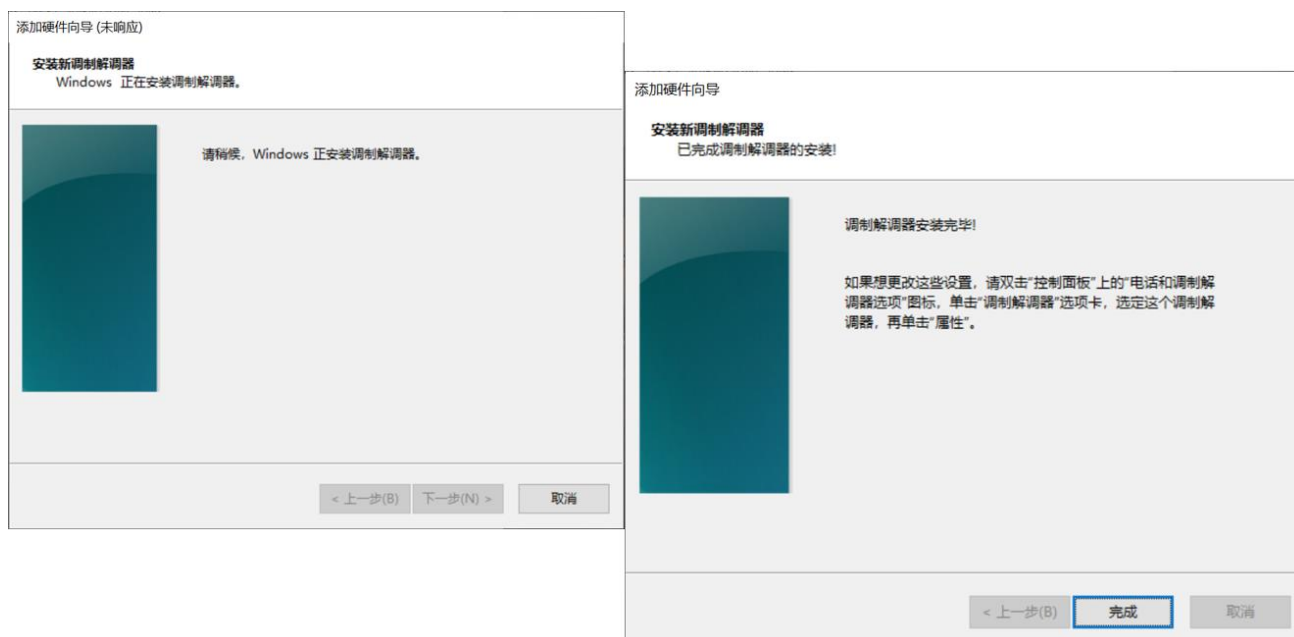 添加硬件向导 (未响应)
安装新调制解调器
Windows 正在安装调制解调器。
请稍候，Windows 正安装调制解调器。
< 上一步(B)
下一步(N) >
取消
添加硬件向导
安装新调制解调器
已完成调制解调器的安装!
调制解调器安装完毕!
如果想更改这些设置，请双击"控制面板"上的"电话和调制解
调器选项"图标，单击"调制解调器"选项卡，选定这个调制解
调器，再单击"属性"。
< 上一步(B)
完成
取消